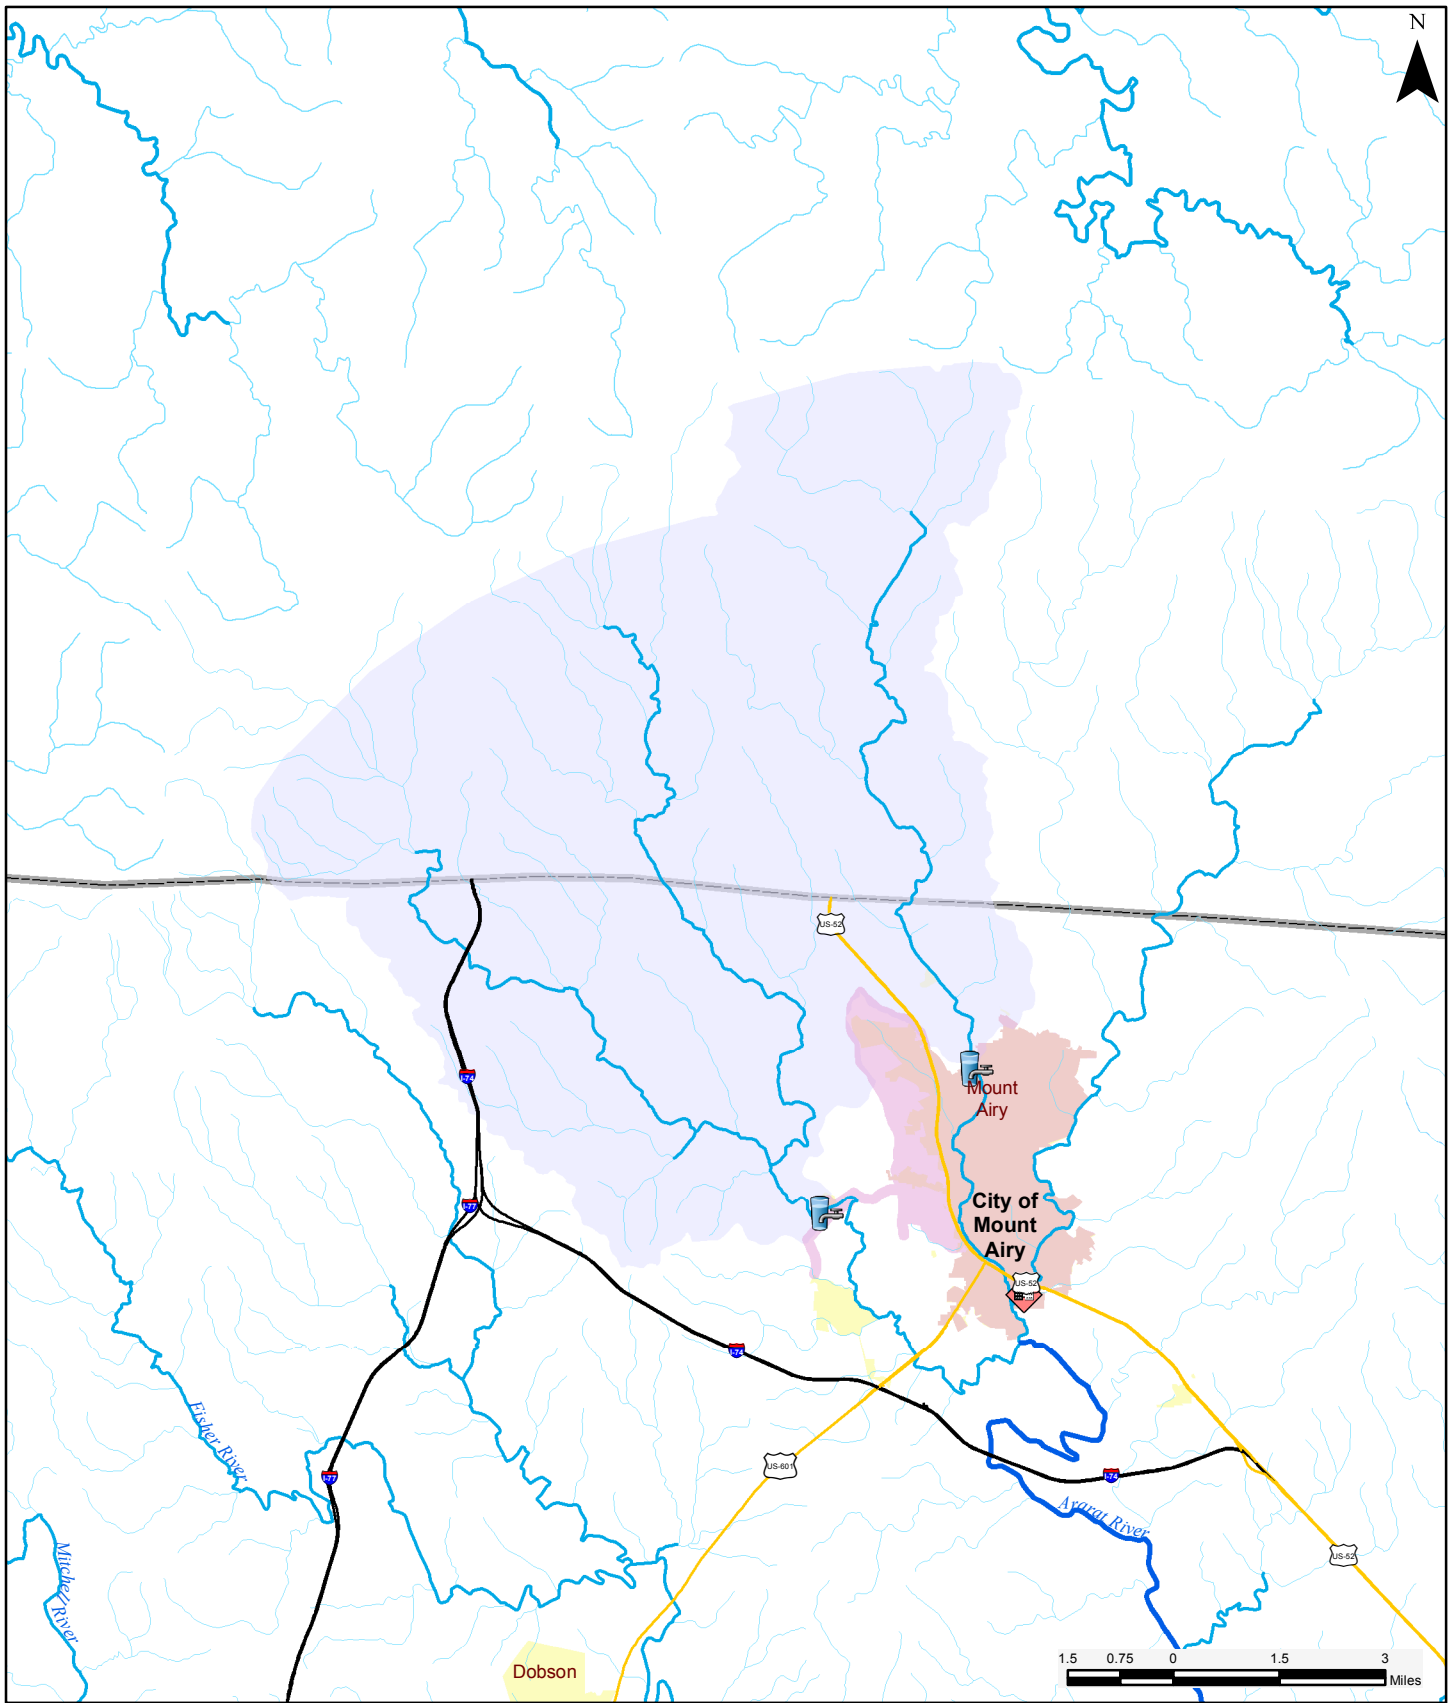 N
US-52
I-74
Mount
Airy
City of
Mount
Airy
I-77
US-52
I-74
Fisher River
US-601
I-77
I-74
Ararat River
US-52
Mitchell River
Dobson
1.5 0.75 0 1.5 3
Miles